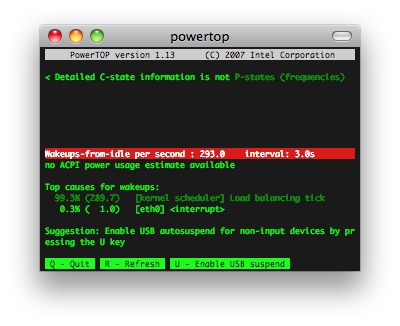 powertop
PowerTOP version 1.13 (C) 2007 Intel Corporation
< Detailed C-state information is not P-states (frequencies)
Wakeups-from-idle per second : 293.0 interval: 3.0s
no ACPI power usage estimate available
Top causes for wakeups:
99.3% (289.7) [kernel scheduler] Load balancing tick
0.3% ( 1.0) [eth0] <interrupt>
Suggestion: Enable USB autosuspend for non-input devices by pr
essing the U key
Q - Quit R - Refresh U - Enable USB suspend